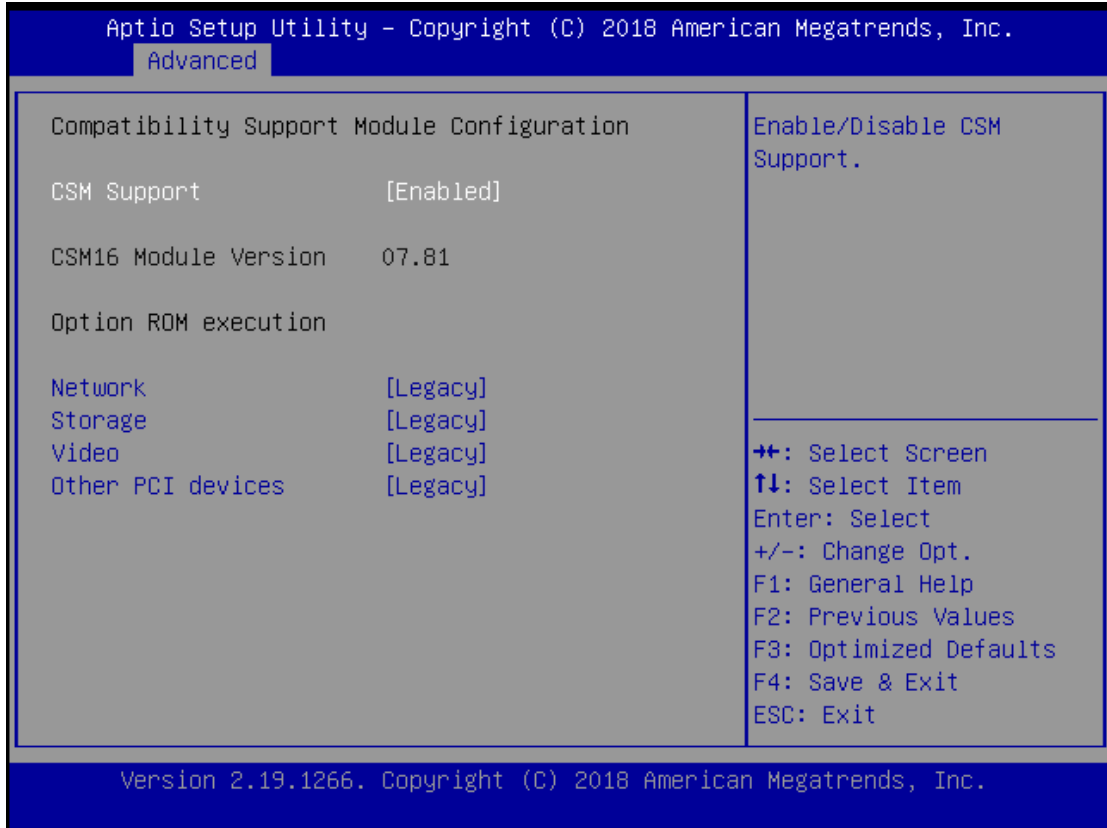 Aptio Setup Utility – Copyright (C) 2018 American Megatrends, Inc.
Advanced
Compatibility Support Module Configuration
CSM Support [Enabled]
CSM16 Module Version 07.81
Option ROM execution
Network [Legacy]
Storage [Legacy]
Video [Legacy]
Other PCI devices [Legacy]
Enable/Disable CSM
Support.
→←: Select Screen
↑↓: Select Item
Enter: Select
+/-: Change Opt.
F1: General Help
F2: Previous Values
F3: Optimized Defaults
F4: Save & Exit
ESC: Exit
Version 2.19.1266. Copyright (C) 2018 American Megatrends, Inc.